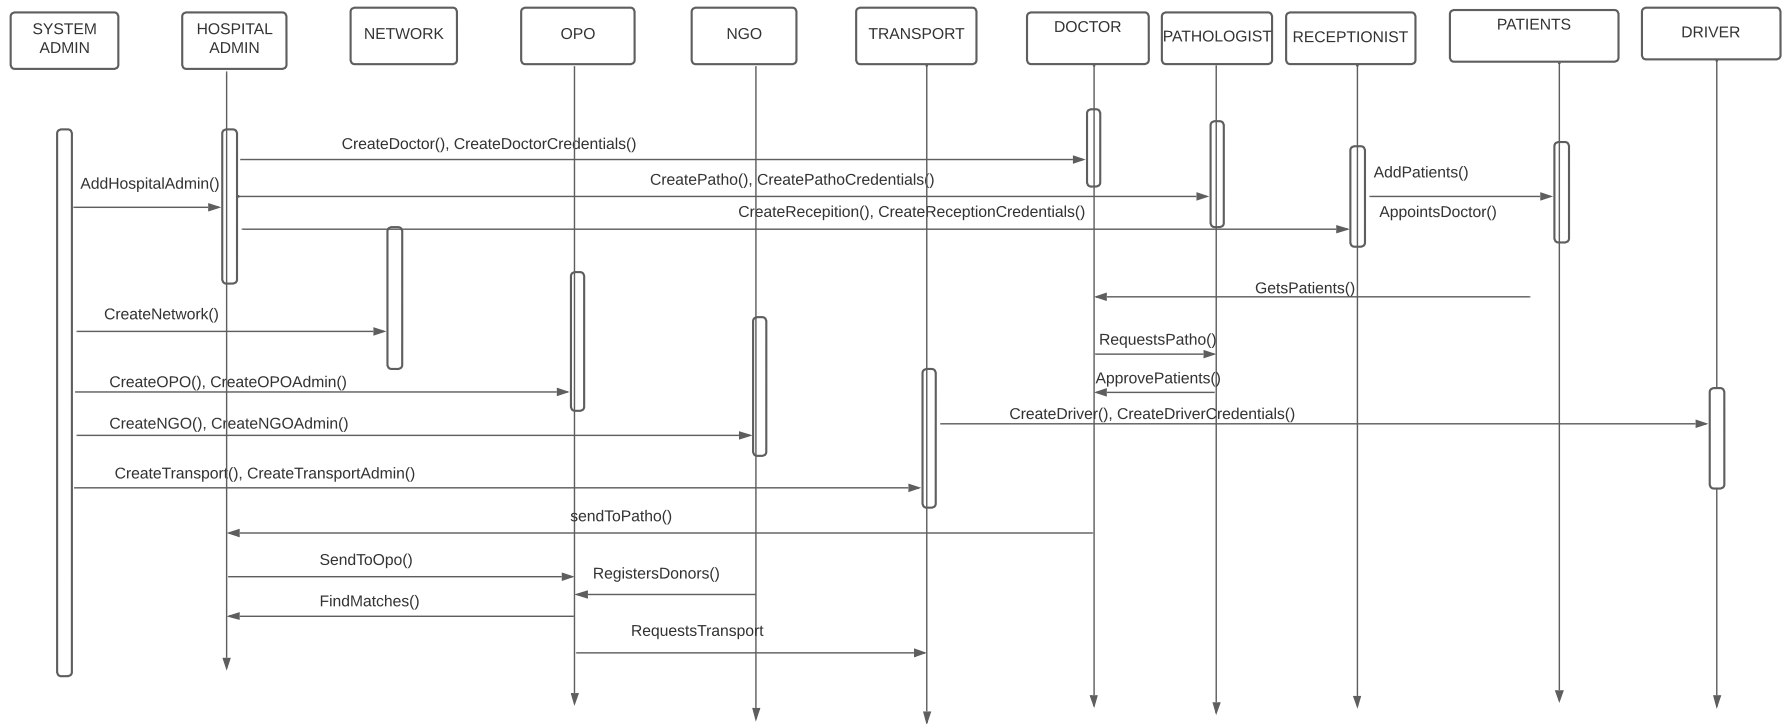 SYSTEM
ADMIN
HOSPITAL
ADMIN
NETWORK
OPO
NGO
TRANSPORT
DOCTOR
PATHOLOGIST
RECEPTIONIST
PATIENTS
DRIVER
CreateDoctor(), CreateDoctorCredentials()
AddPatients()
CreatePatho(), CreatePathoCredentials()
AddHospitalAdmin()
CreateRecepition(), CreateReceptionCredentials()
AppointsDoctor()
GetsPatients()
CreateNetwork()
RequestsPatho()
ApprovePatients()
CreateOPO(), CreateOPOAdmin()
CreateDriver(), CreateDriverCredentials()
CreateNGO(), CreateNGOAdmin()
CreateTransport(), CreateTransportAdmin()
sendToPatho()
SendToOpo()
RegistersDonors()
FindMatches()
RequestsTransport